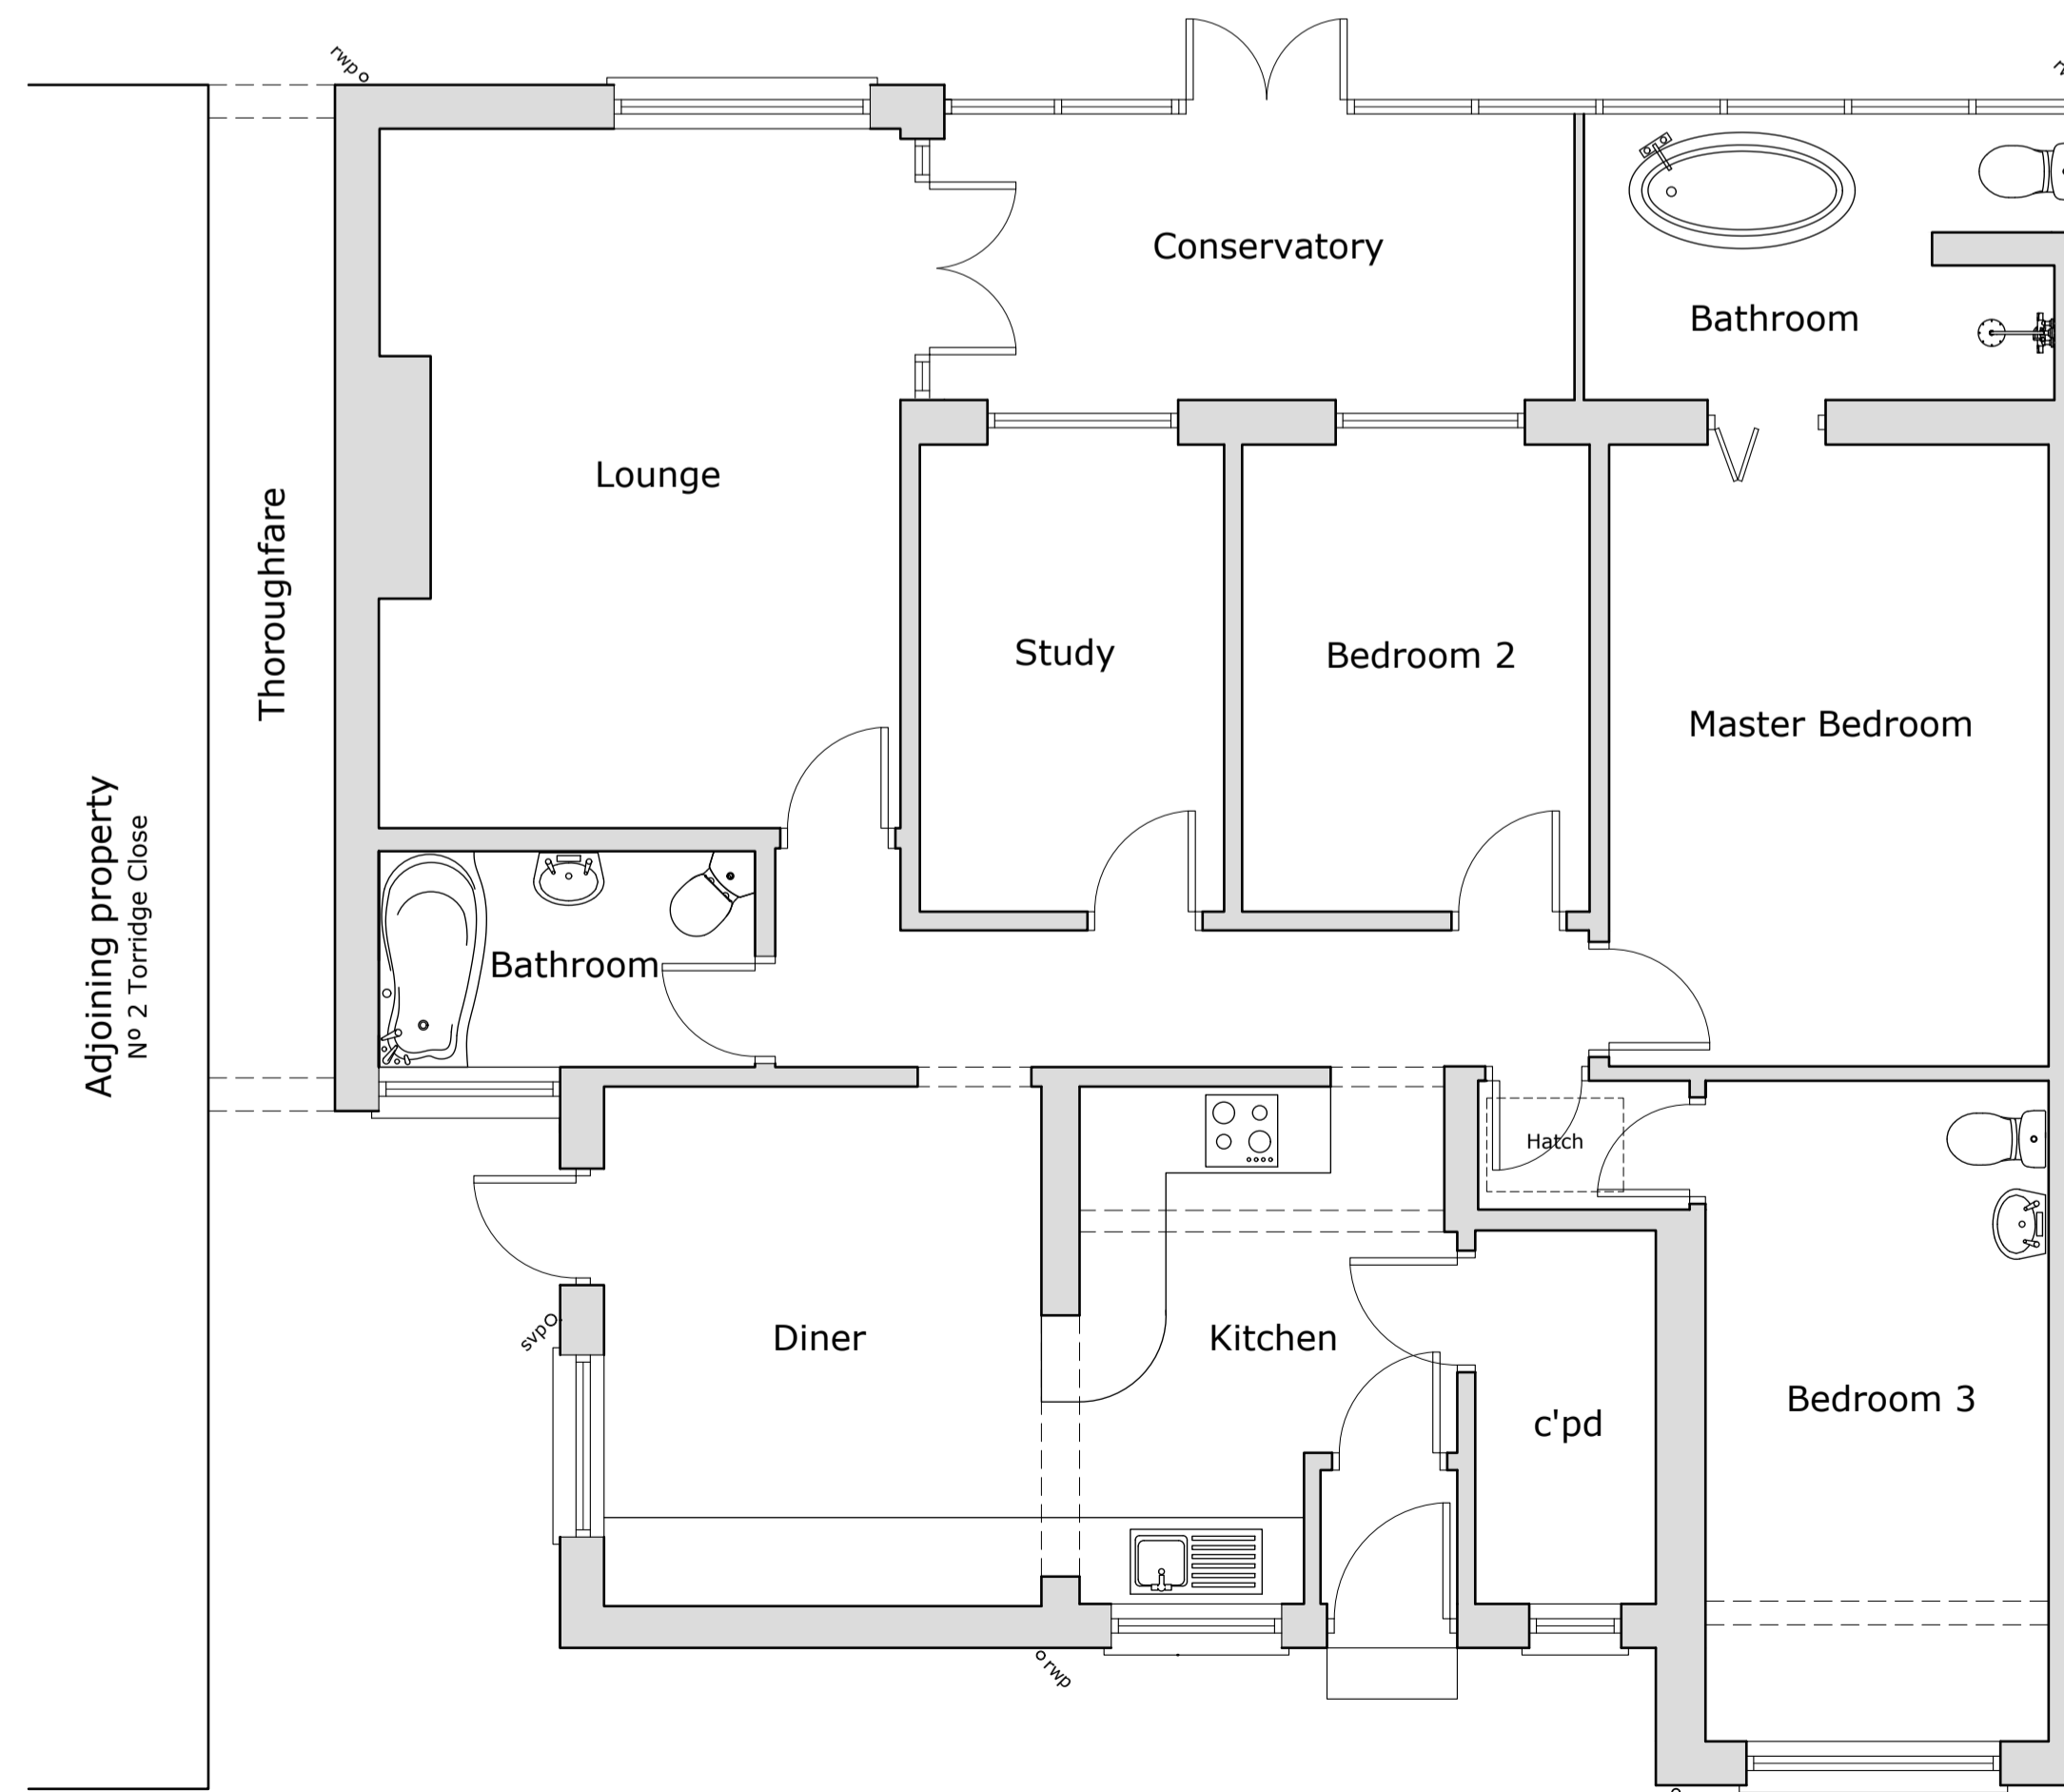 rwp
Conservatory
Bathroom
Lounge
Thoroughfare
Study
Bedroom 2
Master Bedroom
Adjoining property
Nº 2 Torridge Close
Bathroom
Hatch
svp
Diner
Kitchen
Bedroom 3
c'pd
rwp